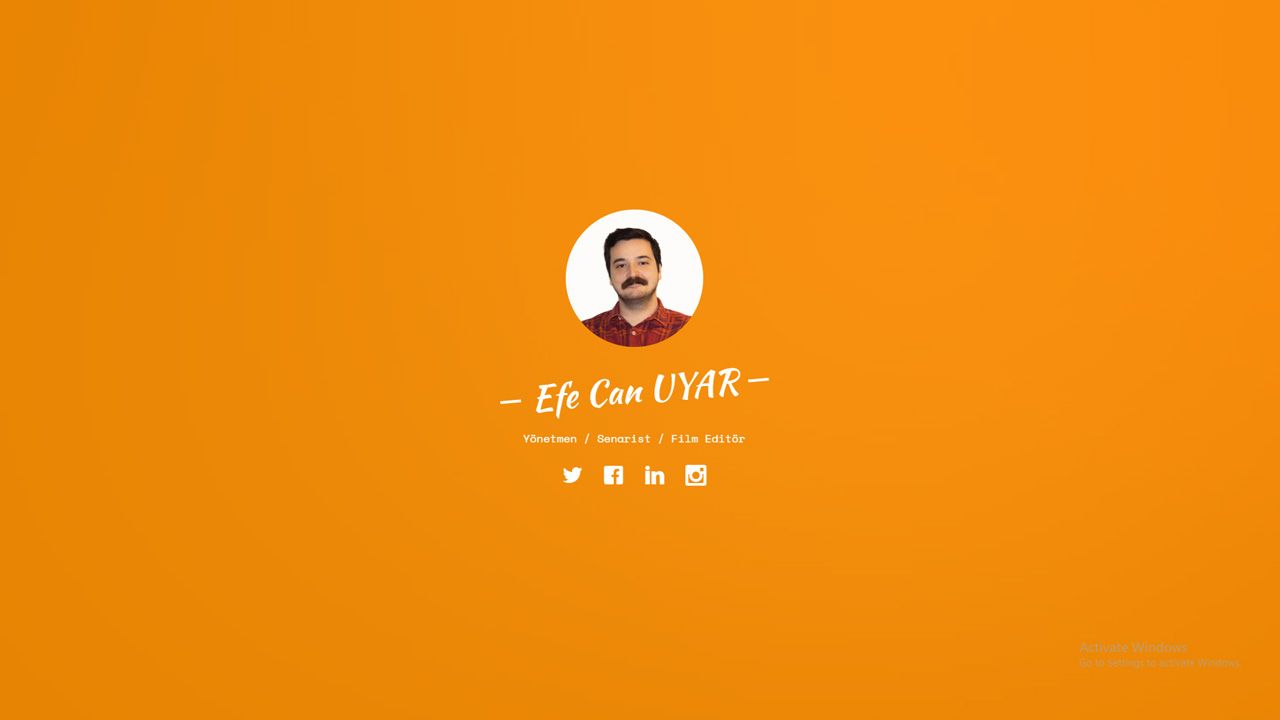 – Efe Can UYAR –
Yönetmen / Senarist / Film Editör
Activate Windows
Go to Settings to activate Windows.